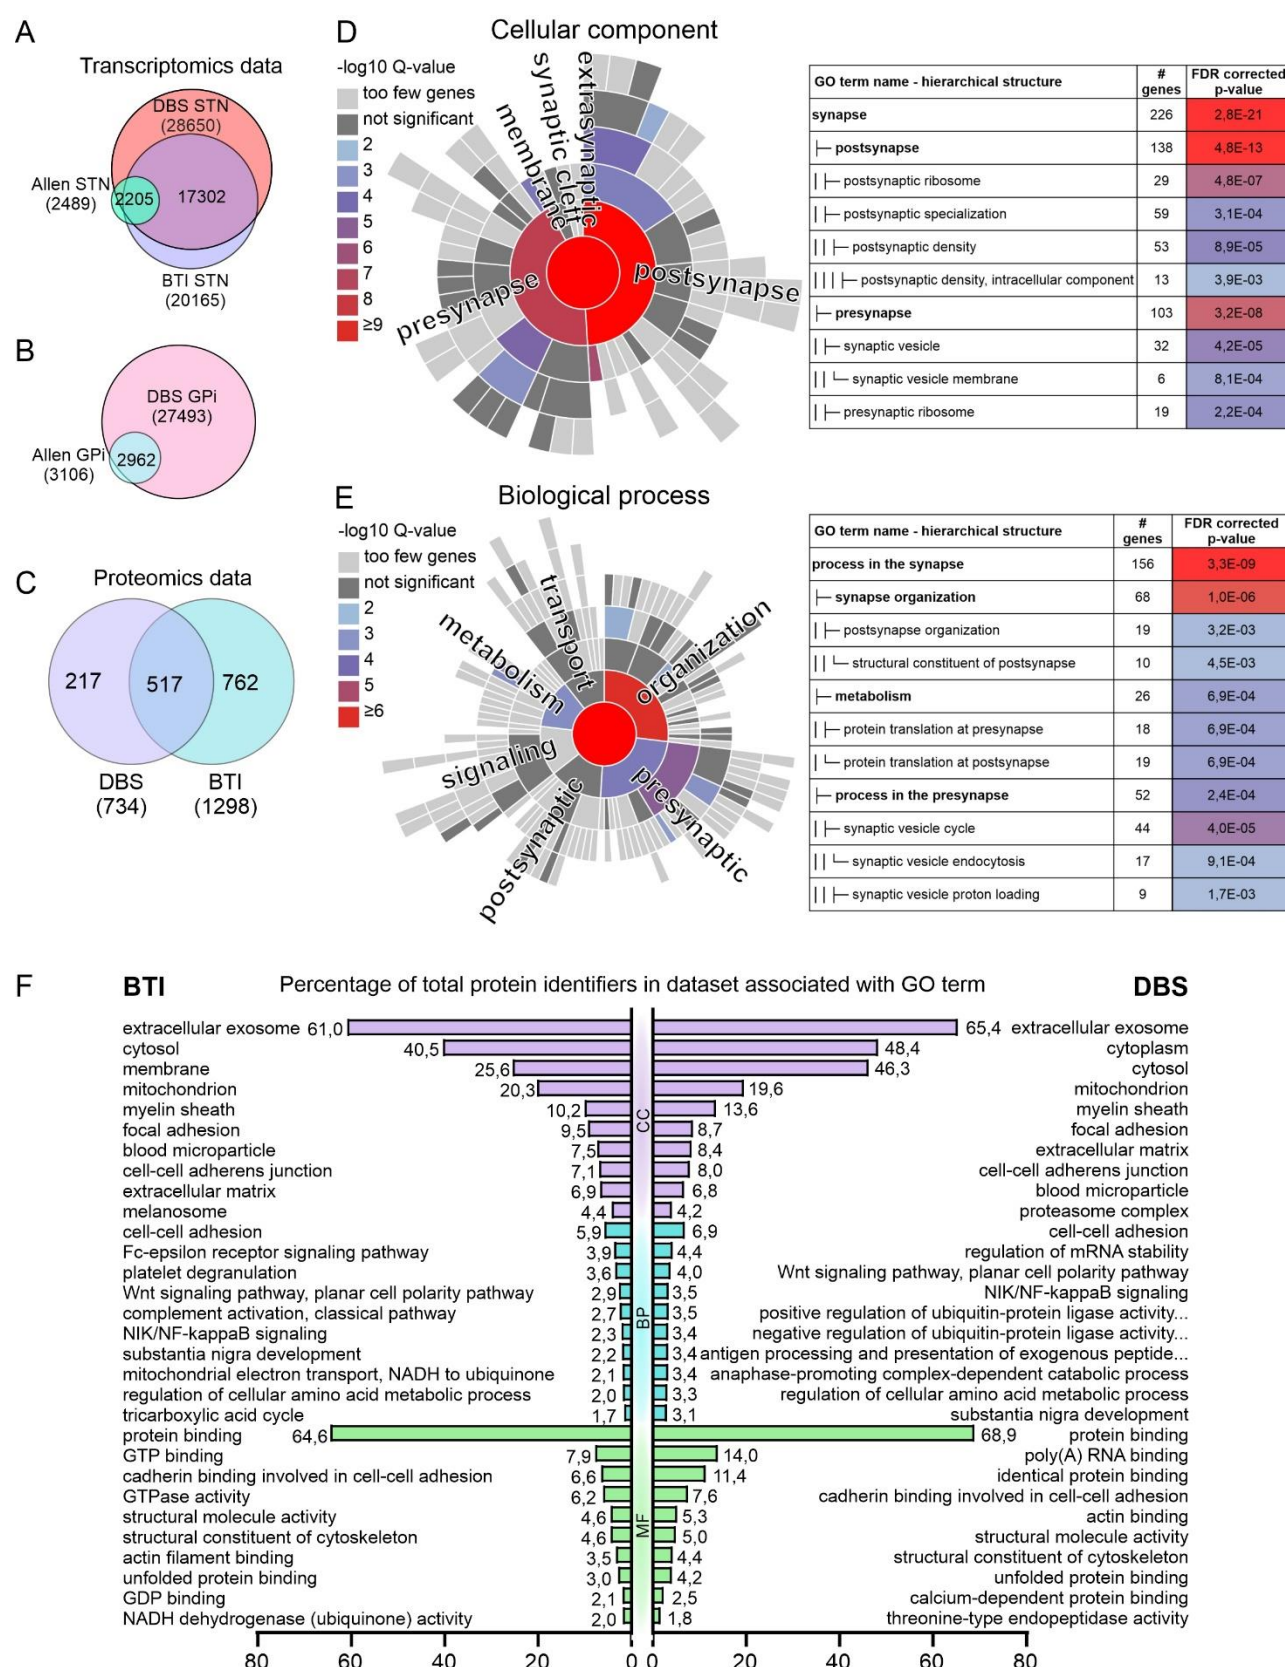 A
Transcriptomics data
DBS STN
(28650)
Allen STN
(2489)
2205
17302
BTI STN
(20165)
B
DBS GPi
(27493)
Allen GPi
(3106)
2962
C
Proteomics data
217
517
762
DBS
(734)
BTI
(1298)
D
Cellular component
-log10 Q-value
too few genes
not significant
2
3
4
5
6
7
8
≥9
extrasynaptic
synaptic cleft
membrane
presynapse
postsynapse
GO term name - hierarchical structure # genes FDR corrected p-value
synapse 226 2,8E-21
├─ postsynapse 138 4,8E-13
│├─ postsynaptic ribosome 29 4,8E-07
│├─ postsynaptic specialization 59 3,1E-04
││├─ postsynaptic density 53 8,9E-05
│││├─ postsynaptic density, intracellular component 13 3,9E-03
├─ presynapse 103 3,2E-08
│├─ synaptic vesicle 32 4,2E-05
││└─ synaptic vesicle membrane 6 8,1E-04
│├─ presynaptic ribosome 19 2,2E-04
E
Biological process
-log10 Q-value
too few genes
not significant
2
3
4
5
≥6
transport
metabolism
signaling
postsynaptic
presynaptic
organization
GO term name - hierarchical structure # genes FDR corrected p-value
process in the synapse 156 3,3E-09
├─ synapse organization 68 1,0E-06
│├─ postsynapse organization 19 3,2E-03
││└─ structural constituent of postsynapse 10 4,5E-03
├─ metabolism 26 6,9E-04
│├─ protein translation at presynapse 18 6,9E-04
│└─ protein translation at postsynapse 19 6,9E-04
├─ process in the presynapse 52 2,4E-04
│├─ synaptic vesicle cycle 44 4,0E-05
││└─ synaptic vesicle endocytosis 17 9,1E-04
││├─ synaptic vesicle proton loading 9 1,7E-03
F
BTI Percentage of total protein identifiers in dataset associated with GO term DBS
extracellular exosome 61,0 65,4 extracellular exosome
cytosol 40,5 48,4 cytoplasm
membrane 25,6 46,3 cytosol
mitochondrion 20,3 19,6 mitochondrion
myelin sheath 10,2 13,6 myelin sheath
focal adhesion 9,5 8,7 focal adhesion
blood microparticle 7,5 8,4 extracellular matrix
cell-cell adherens junction 7,1 8,0 cell-cell adherens junction
extracellular matrix 6,9 6,8 blood microparticle
melanosome 4,4 4,2 proteasome complex
CC
cell-cell adhesion 5,9 6,9 cell-cell adhesion
Fc-epsilon receptor signaling pathway 3,9 4,4 regulation of mRNA stability
platelet degranulation 3,6 4,0 Wnt signaling pathway, planar cell polarity pathway
Wnt signaling pathway, planar cell polarity pathway 2,9 3,5 NIK/NF-kappaB signaling
complement activation, classical pathway 2,7 3,5 positive regulation of ubiquitin-protein ligase activity...
NIK/NF-kappaB signaling 2,3 3,4 negative regulation of ubiquitin-protein ligase activity...
substantia nigra development 2,2 3,4 antigen processing and presentation of exogenous peptide...
mitochondrial electron transport, NADH to ubiquinone 2,1 3,4 anaphase-promoting complex-dependent catabolic process
regulation of cellular amino acid metabolic process 2,0 3,3 regulation of cellular amino acid metabolic process
tricarboxylic acid cycle 1,7 3,1 substantia nigra development
BP
protein binding 64,6 68,9 protein binding
GTP binding 7,9 14,0 poly(A) RNA binding
cadherin binding involved in cell-cell adhesion 6,6 11,4 identical protein binding
GTPase activity 6,2 7,6 cadherin binding involved in cell-cell adhesion
structural molecule activity 4,6 5,3 actin binding
structural constituent of cytoskeleton 4,6 5,0 structural molecule activity
actin filament binding 3,5 4,4 structural constituent of cytoskeleton
unfolded protein binding 3,0 4,2 unfolded protein binding
GDP binding 2,1 2,5 calcium-dependent protein binding
NADH dehydrogenase (ubiquinone) activity 2,0 1,8 threonine-type endopeptidase activity
MF
80 60 40 20 0 0 20 40 60 80